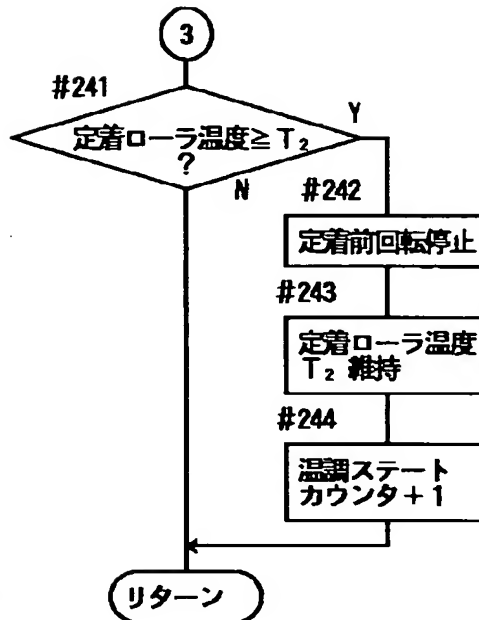 3
#241
定着ローラ温度≧T₂
?
Y
N
#242
定着前回転停止
#243
定着ローラ温度
T₂ 維持
#244
温調ステート
カウンタ+1
リターン